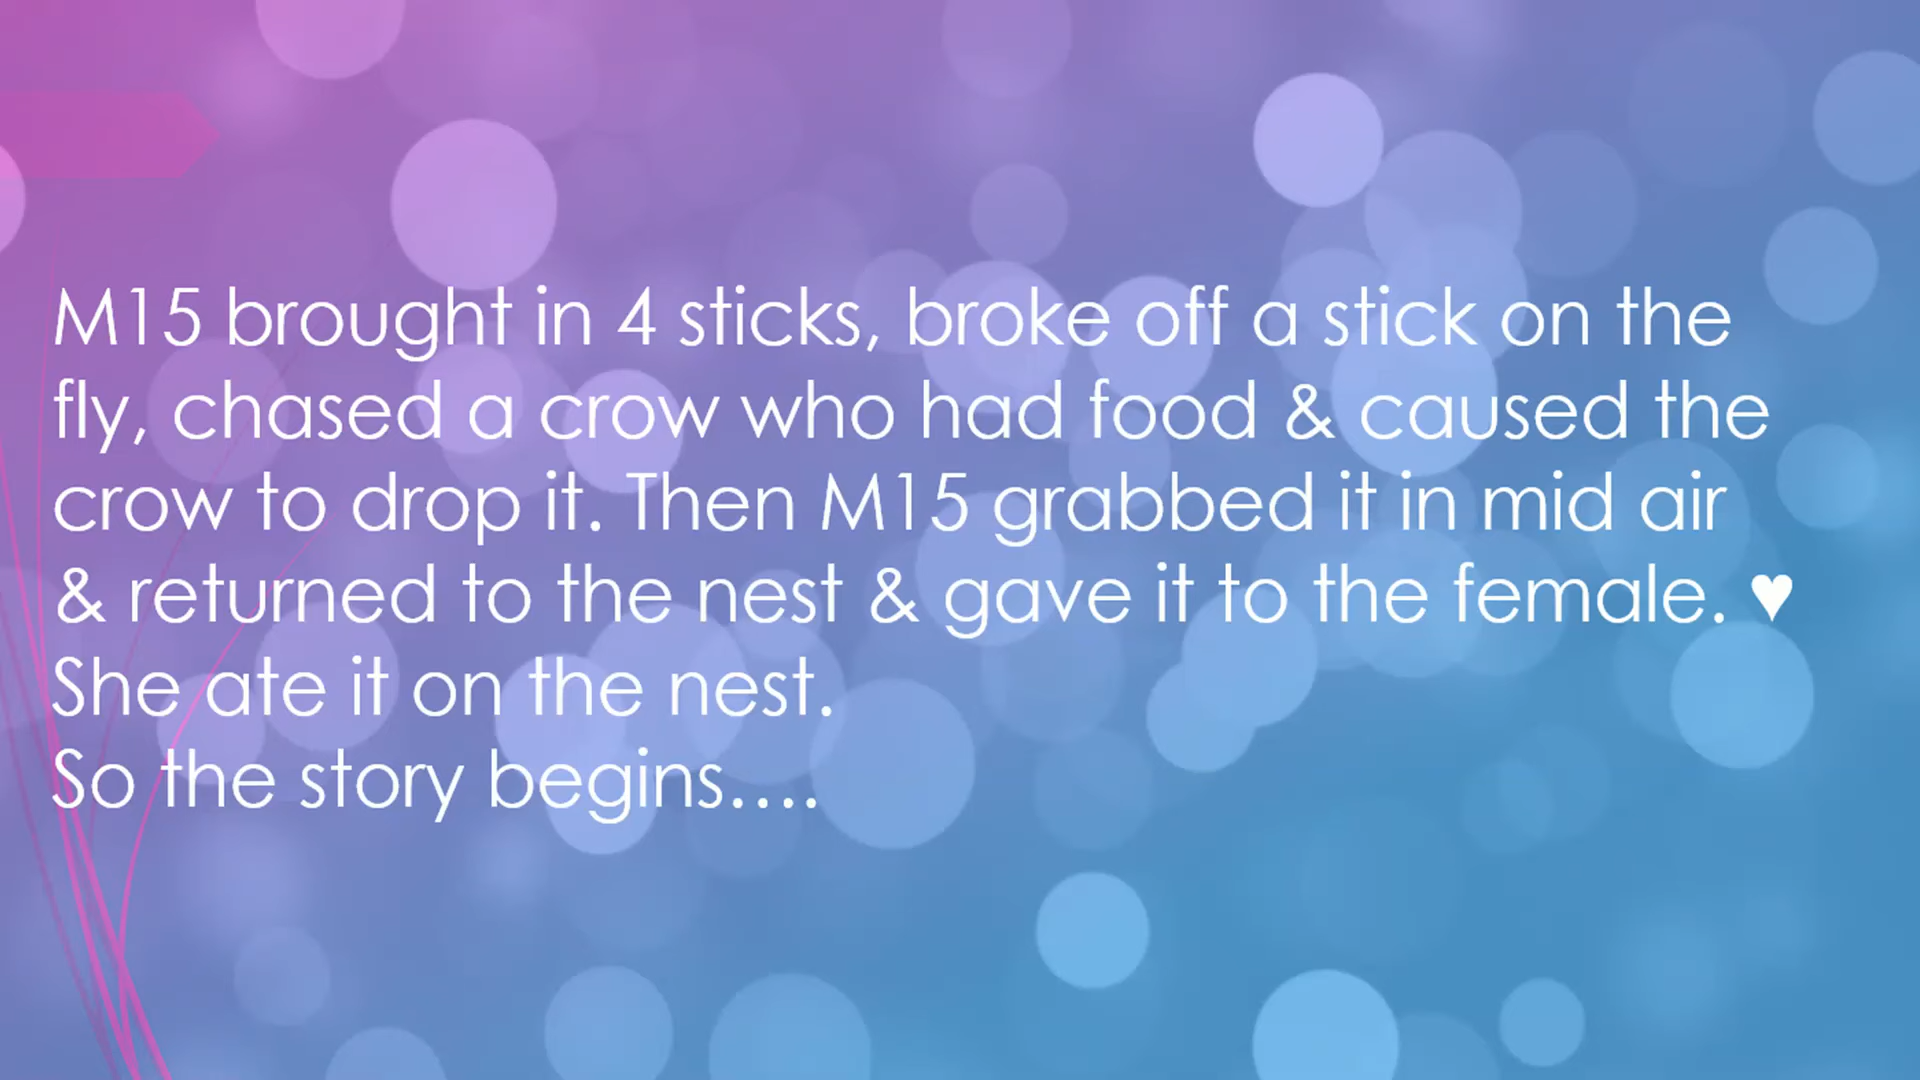 M15 brought in 4 sticks, broke off a stick on the
fly, chased a crow who had food & caused the
crow to drop it. Then M15 grabbed it in mid air
& returned to the nest & gave it to the female. ♥
She ate it on the nest.
So the story begins....